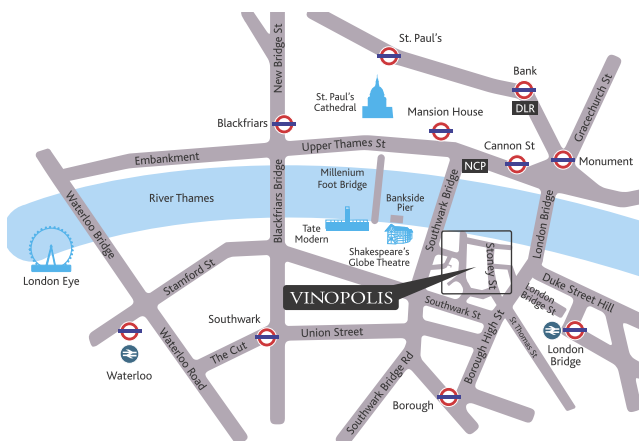 St. Paul's
New Bridge St
Bank
DLR
Gracechurch St
St. Paul's
Cathedral
Mansion House
Blackfriars
Cannon St
Upper Thames St
Embankment
NCP
Monument
Millenium
Foot Bridge
River Thames
Bankside
Pier
Waterloo Bridge
Blackfriars Bridge
Southwark Bridge
London Bridge
Tate
Modern
Shakespeare's
Globe Theatre
Stoney St
London Eye
Stamford St
Duke Street Hill
VINOPOLIS
London
Bridge St
Southwark St
Southwark
Union Street
St Thomas St
The Cut
London
Bridge
Waterloo
Waterloo Road
Borough High St
Southwark Bridge Rd
Borough